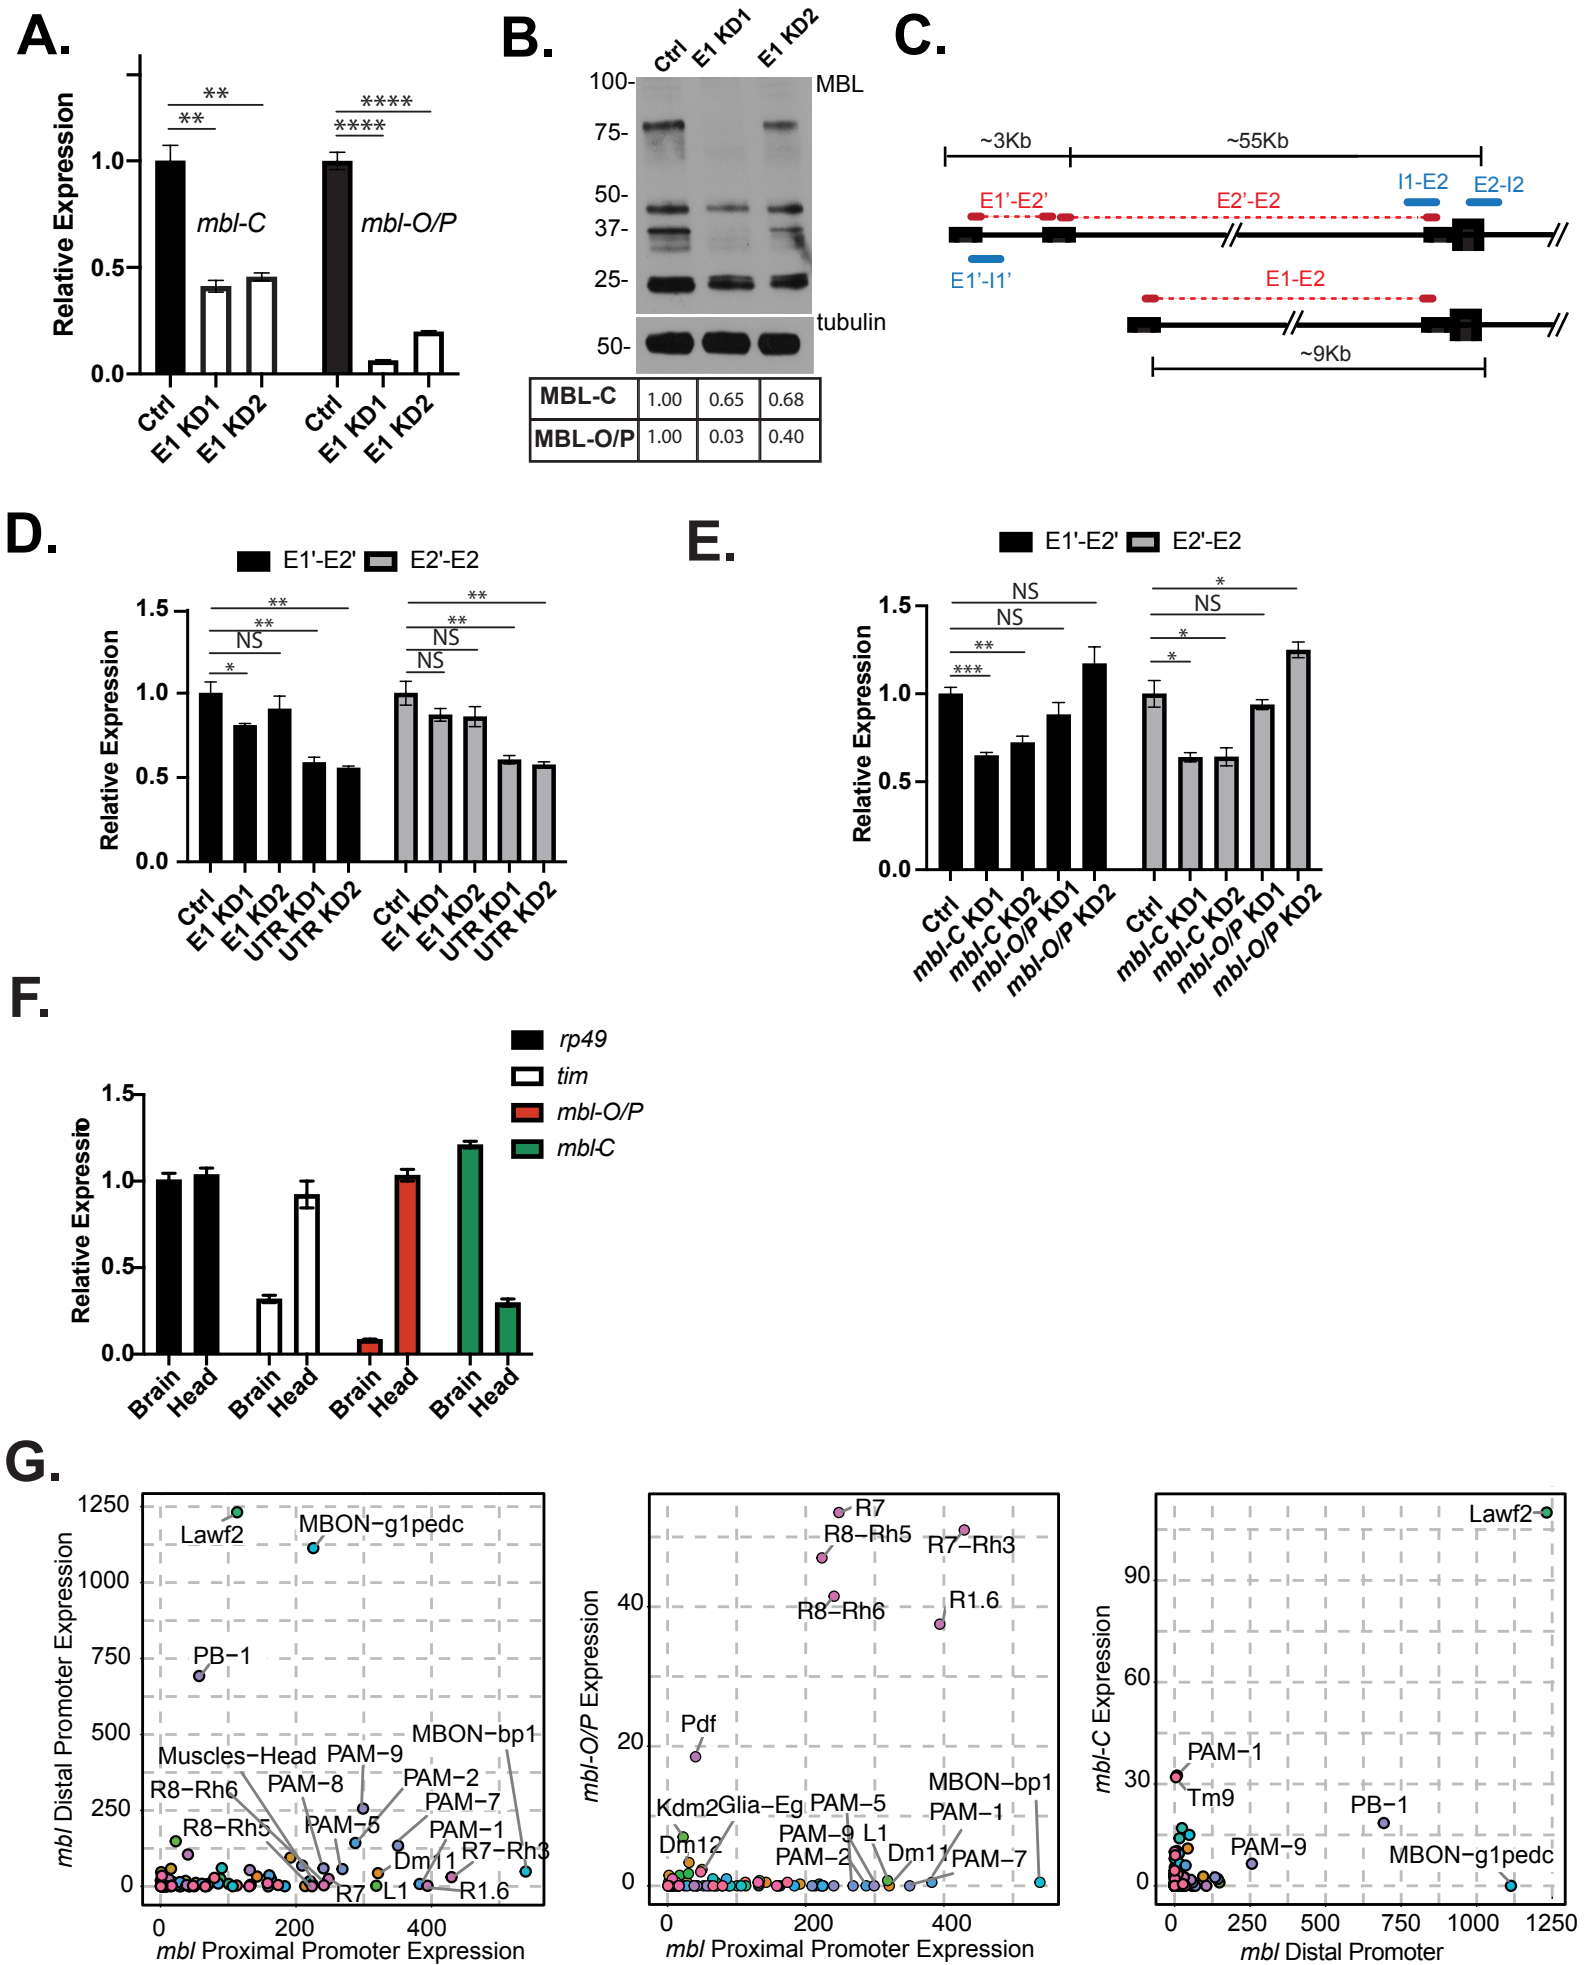 A.
Relative Expression
1.0
0.5
0.0
**
**
****
****
mbl-C
mbl-O/P
Ctrl
E1 KD1
E1 KD2
Ctrl
E1 KD1
E1 KD2
B.
Ctrl
E1 KD1
E1 KD2
100-
75-
50-
37-
25-
50-
MBL
tubulin
MBL-C 1.00 0.65 0.68
MBL-O/P 1.00 0.03 0.40
C.
~3Kb ~55Kb
I1-E2 E2-I2
E1'-E2' E2'-E2
E1'-I1'
E1-E2
~9Kb
D.
E1'-E2' E2'-E2
Relative Expression
1.5
1.0
0.5
0.0
**
**
NS
*
**
**
NS
NS
Ctrl
E1 KD1
E1 KD2
UTR KD1
UTR KD2
Ctrl
E1 KD1
E1 KD2
UTR KD1
UTR KD2
E.
E1'-E2' E2'-E2
Relative Expression
1.5
1.0
0.5
0.0
NS
NS
**
***
*
NS
*
*
Ctrl
mbl-C KD1
mbl-C KD2
mbl-O/P KD1
mbl-O/P KD2
Ctrl
mbl-C KD1
mbl-C KD2
mbl-O/P KD1
mbl-O/P KD2
F.
rp49
tim
mbl-O/P
mbl-C
Relative Expressio
1.5
1.0
0.5
0.0
Brain
Head
Brain
Head
Brain
Head
Brain
Head
G.
mbl Distal Promoter Expression
1250
1000
750
500
250
0
Lawf2
MBON-g1pedc
PB-1
MBON-bp1
Muscles-Head
PAM-9
R8-Rh6
PAM-8
PAM-2
R8-Rh5
PAM-5
PAM-7
PAM-1
Dm11
R7-Rh3
R7
L1
R1.6
0 200 400
mbl Proximal Promoter Expression
mbl-O/P Expression
40
20
0
R7
R8-Rh5
R7-Rh3
R8-Rh6
R1.6
Pdf
MBON-bp1
Kdm2
Glia-Eg
PAM-5
PAM-1
Dm12
PAM-9
L1
PAM-2
Dm11
PAM-7
0 200 400
mbl Proximal Promoter Expression
mbl-C Expression
90
60
30
0
Lawf2
PAM-1
Tm9
PB-1
PAM-9
MBON-g1pedc
0 250 500 750 1000 1250
mbl Distal Promoter